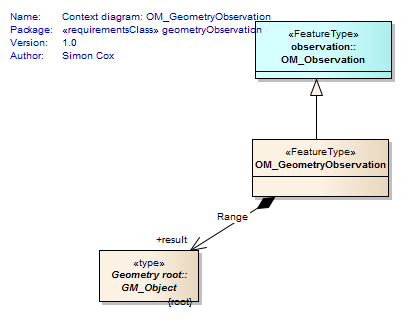 Name: Context diagram: OM_GeometryObservation
Package: «requirementsClass» geometryObservation
Version: 1.0
Author: Simon Cox
«FeatureType»
observation::
OM_Observation
«FeatureType»
OM_GeometryObservation
Range
+result
«type»
Geometry root::
GM_Object
{root}